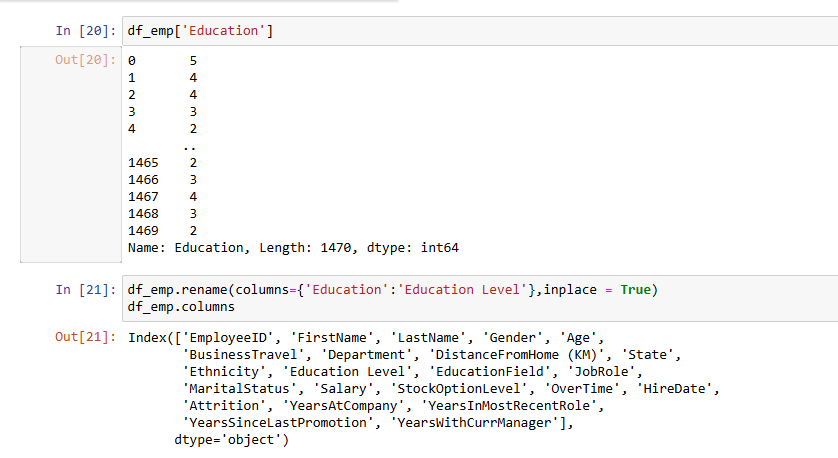 In [20]: df_emp['Education']
Out[20]: 0       5
1       4
2       4
3       3
4       2
..
1465    2
1466    3
1467    4
1468    3
1469    2
Name: Education, Length: 1470, dtype: int64
In [21]: df_emp.rename(columns={'Education':'Education Level'},inplace = True)
df_emp.columns
Out[21]: Index(['EmployeeID', 'FirstName', 'LastName', 'Gender', 'Age',
'BusinessTravel', 'Department', 'DistanceFromHome (KM)', 'State',
'Ethnicity', 'Education Level', 'EducationField', 'JobRole',
'MaritalStatus', 'Salary', 'StockOptionLevel', 'OverTime', 'HireDate',
'Attrition', 'YearsAtCompany', 'YearsInMostRecentRole',
'YearsSinceLastPromotion', 'YearsWithCurrManager'],
dtype='object')